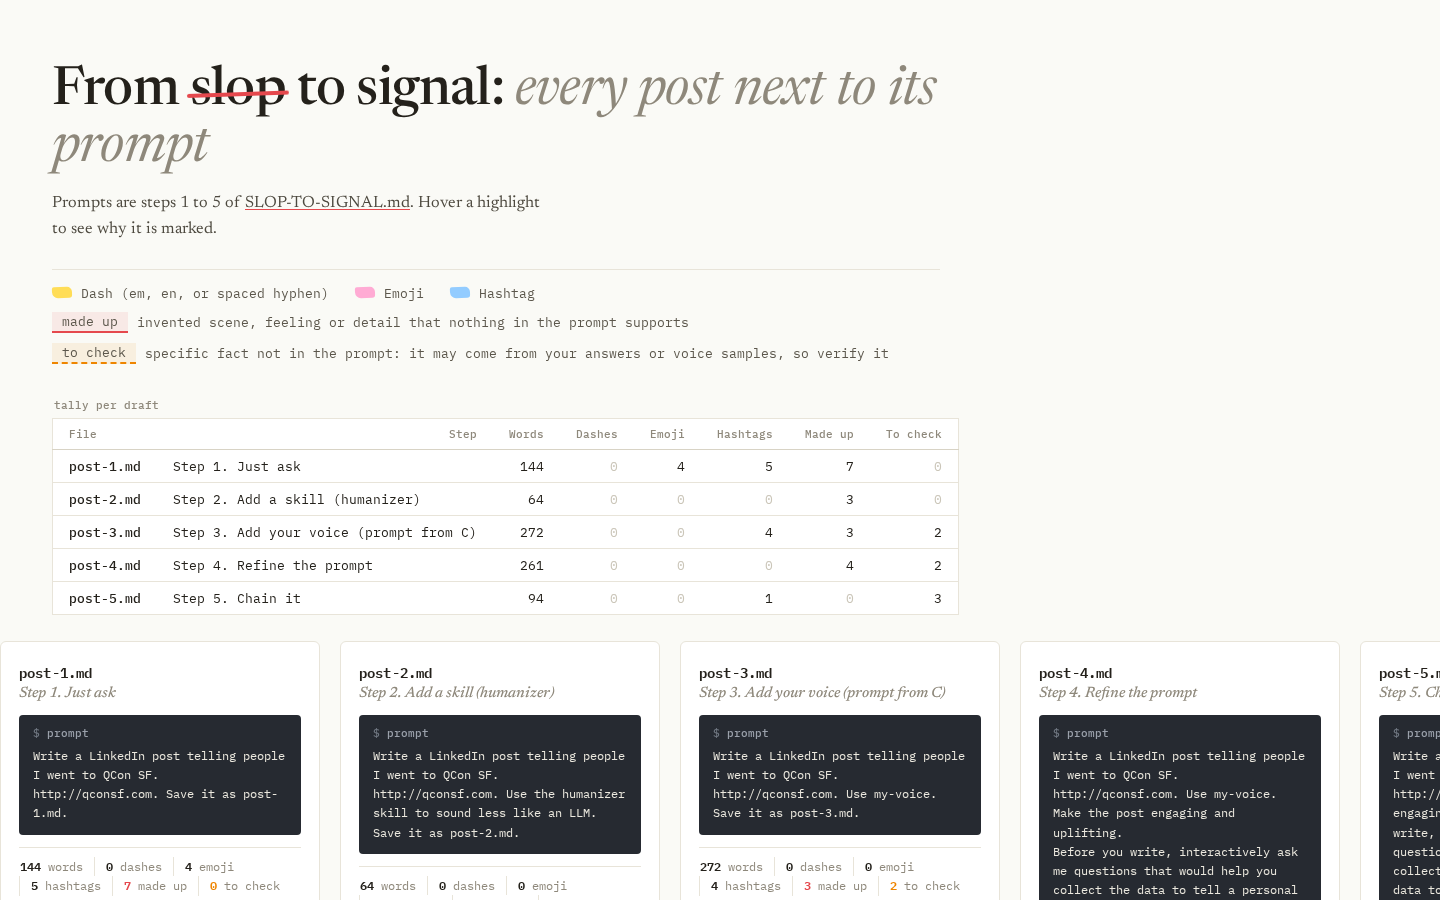 From slop to signal: every post next to its
prompt
Prompts are steps 1 to 5 of SLOP-TO-SIGNAL.md. Hover a highlight
to see why it is marked.
Dash (em, en, or spaced hyphen) Emoji Hashtag
made up invented scene, feeling or detail that nothing in the prompt supports
to check specific fact not in the prompt: it may come from your answers or voice samples, so verify it
tally per draft
File Step Words Dashes Emoji Hashtags Made up To check
post-1.md Step 1. Just ask 144 0 4 5 7 0
post-2.md Step 2. Add a skill (humanizer) 64 0 0 0 3 0
post-3.md Step 3. Add your voice (prompt from C) 272 0 0 4 3 2
post-4.md Step 4. Refine the prompt 261 0 0 0 4 2
post-5.md Step 5. Chain it 94 0 0 1 0 3
post-1.md
Step 1. Just ask
$ prompt
Write a LinkedIn post telling people
I went to QCon SF.
http://qconsf.com. Save it as post-
1.md.
144 words 0 dashes 4 emoji
5 hashtags 7 made up 0 to check
post-2.md
Step 2. Add a skill (humanizer)
$ prompt
Write a LinkedIn post telling people
I went to QCon SF.
http://qconsf.com. Use the humanizer
skill to sound less like an LLM.
Save it as post-2.md.
64 words 0 dashes 0 emoji
post-3.md
Step 3. Add your voice (prompt from C)
$ prompt
Write a LinkedIn post telling people
I went to QCon SF.
http://qconsf.com. Use my-voice.
Save it as post-3.md.
272 words 0 dashes 0 emoji
4 hashtags 3 made up 2 to check
post-4.md
Step 4. Refine the prompt
$ prompt
Write a LinkedIn post telling people
I went to QCon SF.
http://qconsf.com. Use my-voice.
Make the post engaging and
uplifting.
Before you write, interactively ask
me questions that would help you
collect the data to tell a personal
post-5.m
Step 5. Ch
$ promp
Write a
I went
http://
engagin
write,
questio
collect
data to